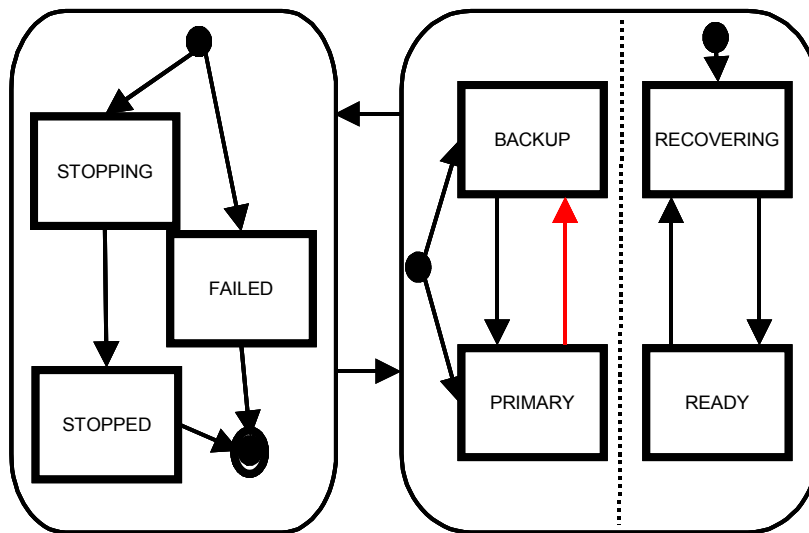 STOPPING
FAILED
STOPPED
BACKUP
PRIMARY
RECOVERING
READY